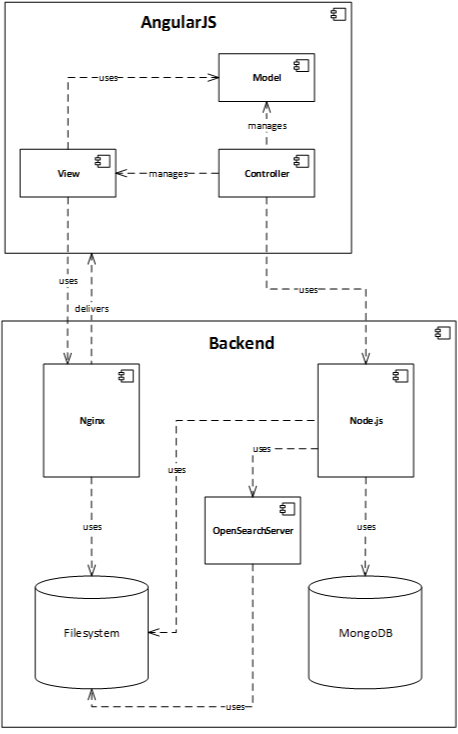 AngularJS
Model
uses
manages
View
manages
Controller
uses
uses
delivers
Backend
Nginx
Node.js
uses
uses
OpenSearchServer
uses
uses
Filesystem
MongoDB
uses